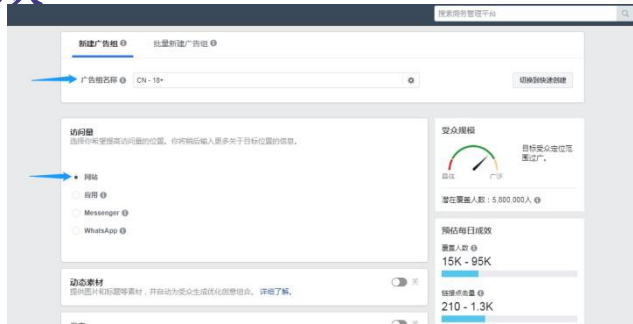 搜索商务管理平台
新建广告组
批量新建广告组
广告组名称
CN - 18+
切换到快速创建
访问量
选择你希望提高访问量的位置。你将稍后输入更多关于目标位置的信息。
网站
应用
Messenger
WhatsApp
动态素材
提供图片和标题等素材，并自动为受众生成优化创意组合。 详细了解。
关
受众规模
目标受众定位范
围过广。
具体
广泛
潜在覆盖人数：5,800,000人
预估每日成效
覆盖人数
15K - 95K
链接点击量
210 - 1.3K